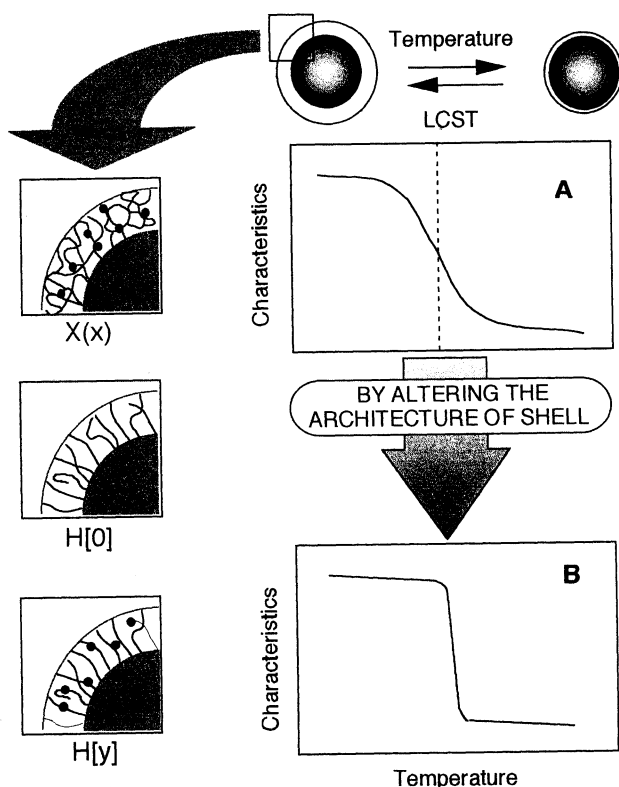 Temperature
LCST
Characteristics
A
X(x)
BY ALTERING THE
ARCHITECTURE OF SHELL
H[0]
Characteristics
B
H[y]
Temperature